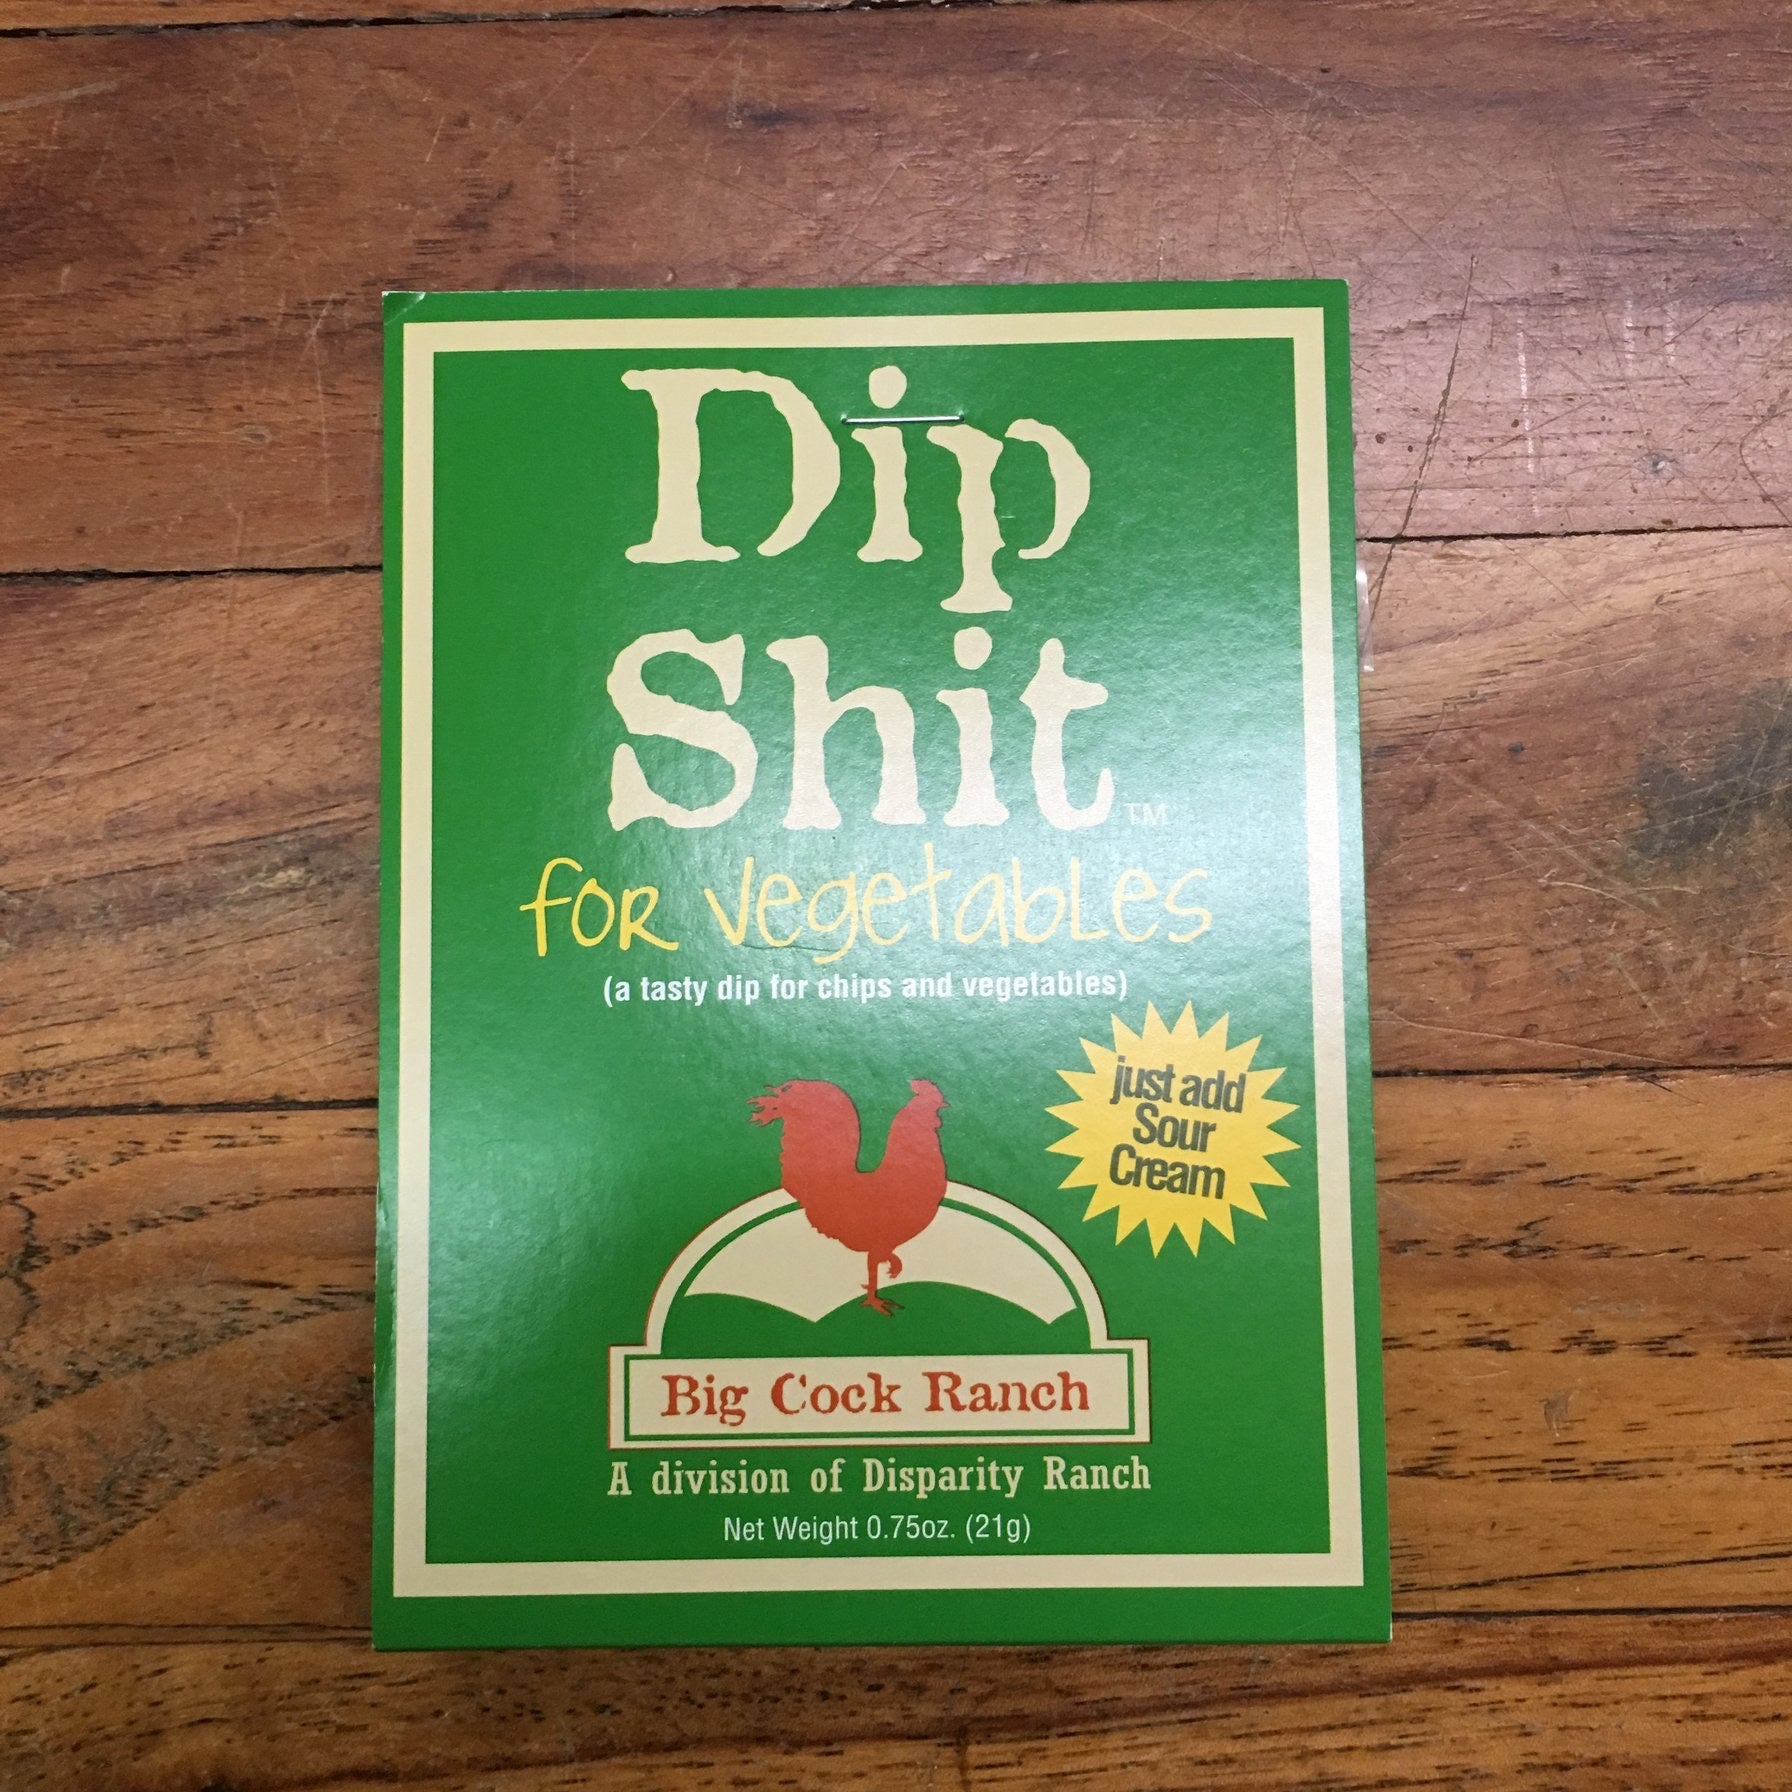 Dip
Shit™
for vegetables
(a tasty dip for chips and vegetables)
just add
Sour
Cream
Big Cock Ranch
A division of Disparity Ranch
Net Weight 0.75oz. (21g)